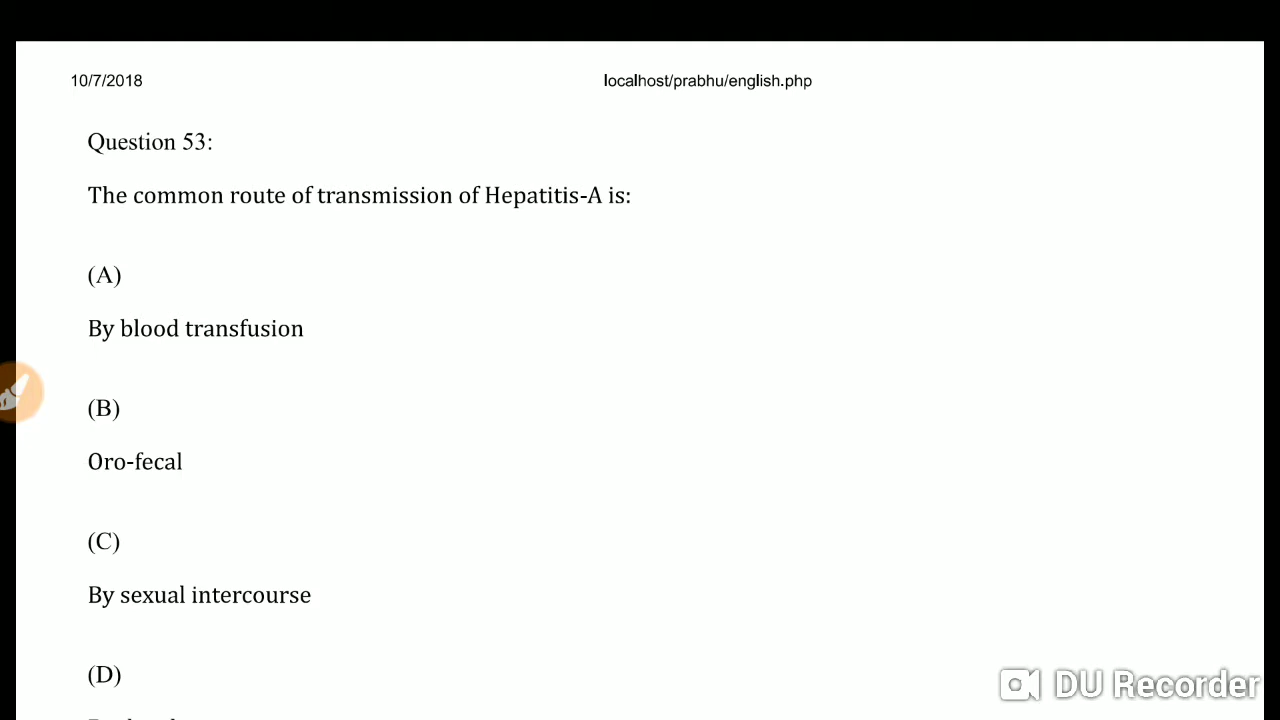 10/7/2018 localhost/prabhu/english.php
Question 53:
The common route of transmission of Hepatitis-A is:
(A)
By blood transfusion
(B)
Oro-fecal
(C)
By sexual intercourse
(D)
DU Recorder